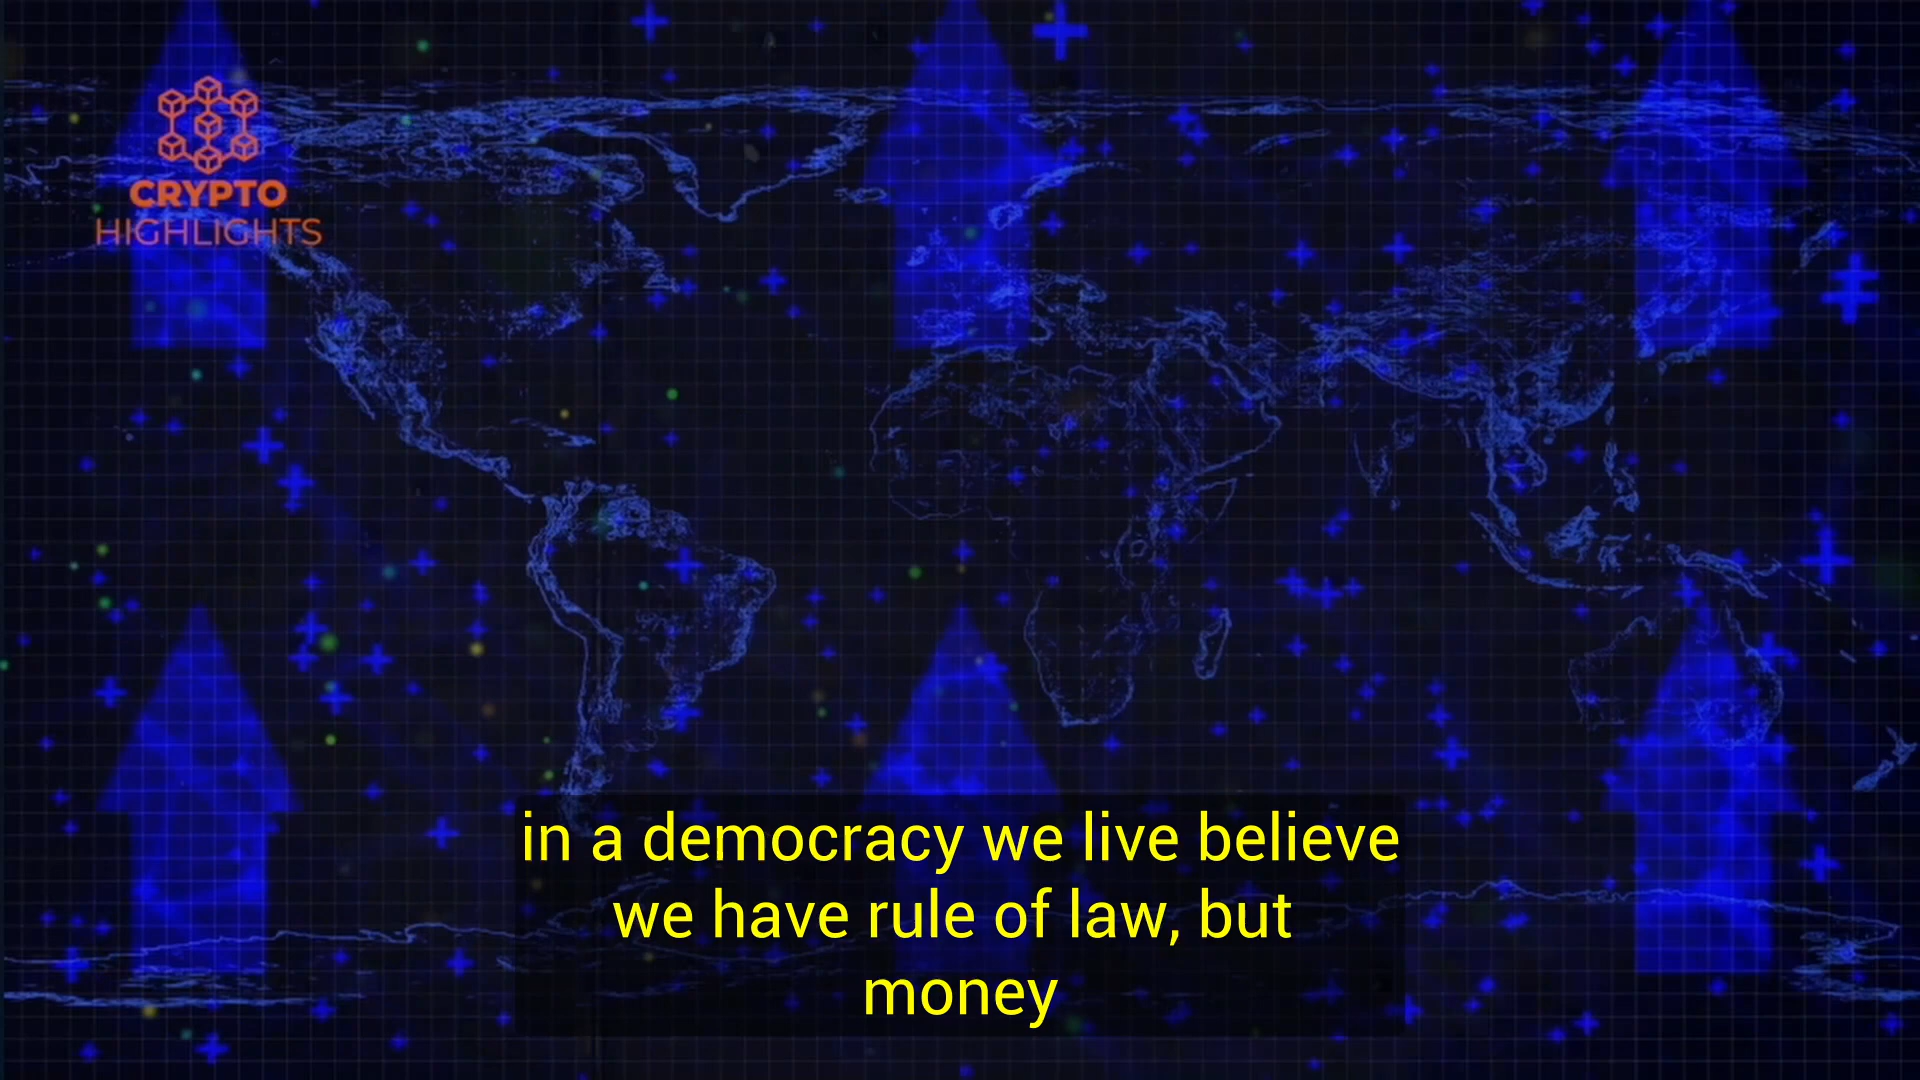 CRYPTO
HIGHLIGHTS
in a democracy we live believe
we have rule of law, but
money